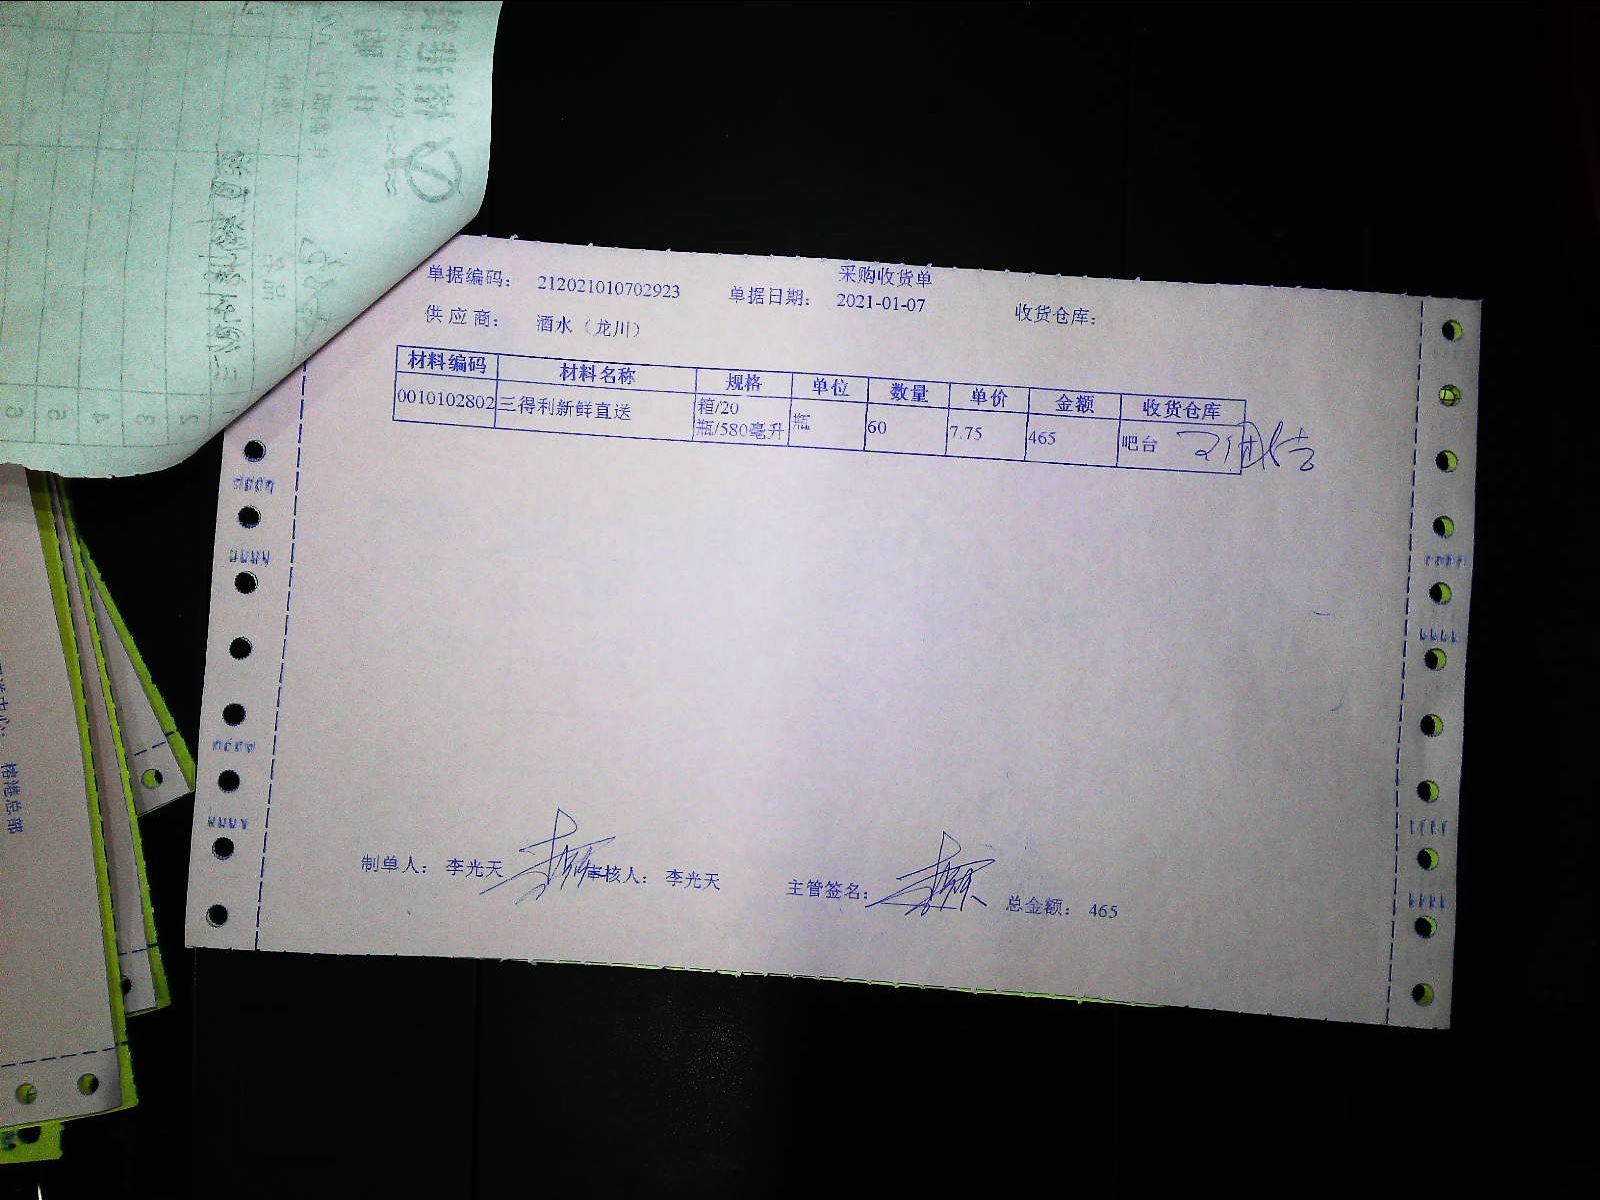 采购收货单
单据编码： 212021010702923 单据日期： 2021-01-07 收货仓库：
供应商： 酒水（龙川）
材料编码 材料名称 规格 单位 数量 单价 金额 收货仓库
0010102802 三得利新鲜直送 箱/20瓶/580毫升 瓶 60 7.75 465 吧台
制单人： 李光天 审核人： 李光天 主管签名： 总金额： 465